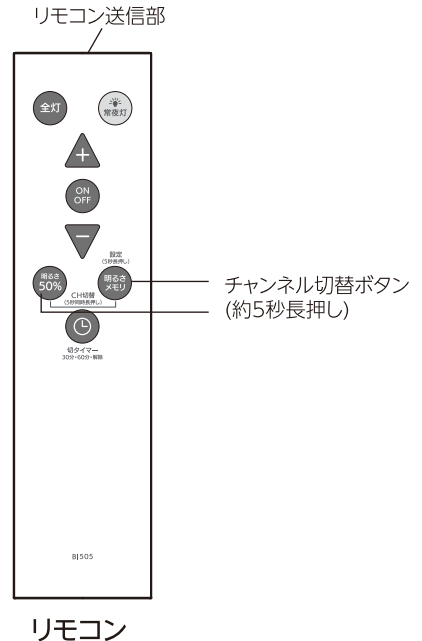 リモコン送信部
全灯
常夜灯
+
ON
OFF
−
設定
(5秒長押し)
明るさ
50%
明るさ
メモリ
CH切替
(5秒同時長押し)
チャンネル切替ボタン
(約5秒長押し)
切タイマー
30分・60分・解除
BJ505
リモコン